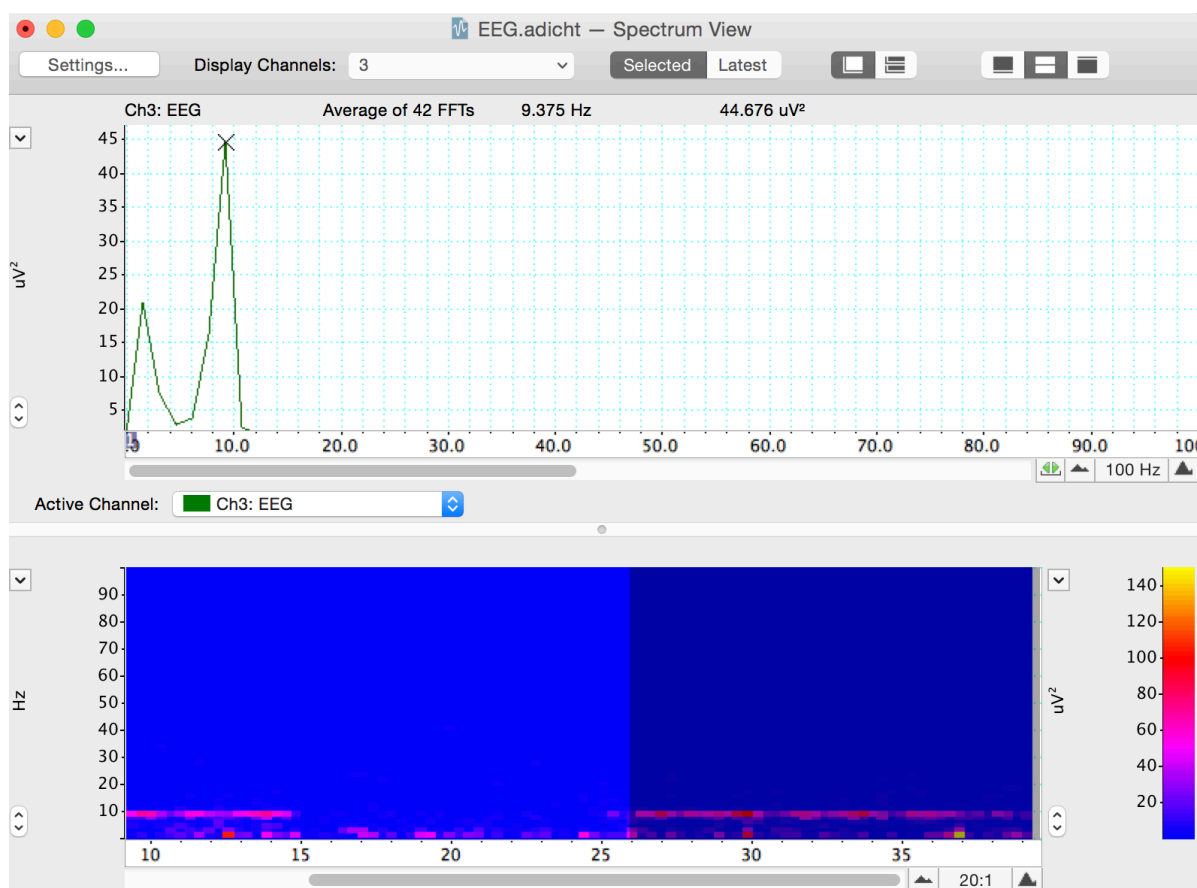 EEG.adicht — Spectrum View
Settings... Display Channels: 3 Selected Latest
Ch3: EEG Average of 42 FFTs 9.375 Hz 44.676 uV²
45
40
35
30
25
20
15
10
5
uV²
10.0 20.0 30.0 40.0 50.0 60.0 70.0 80.0 90.0 100
100 Hz
Active Channel: Ch3: EEG
90
80
70
60
50
40
30
20
10
Hz
10 15 20 25 30 35
uV²
140
120
100
80
60
40
20
20:1